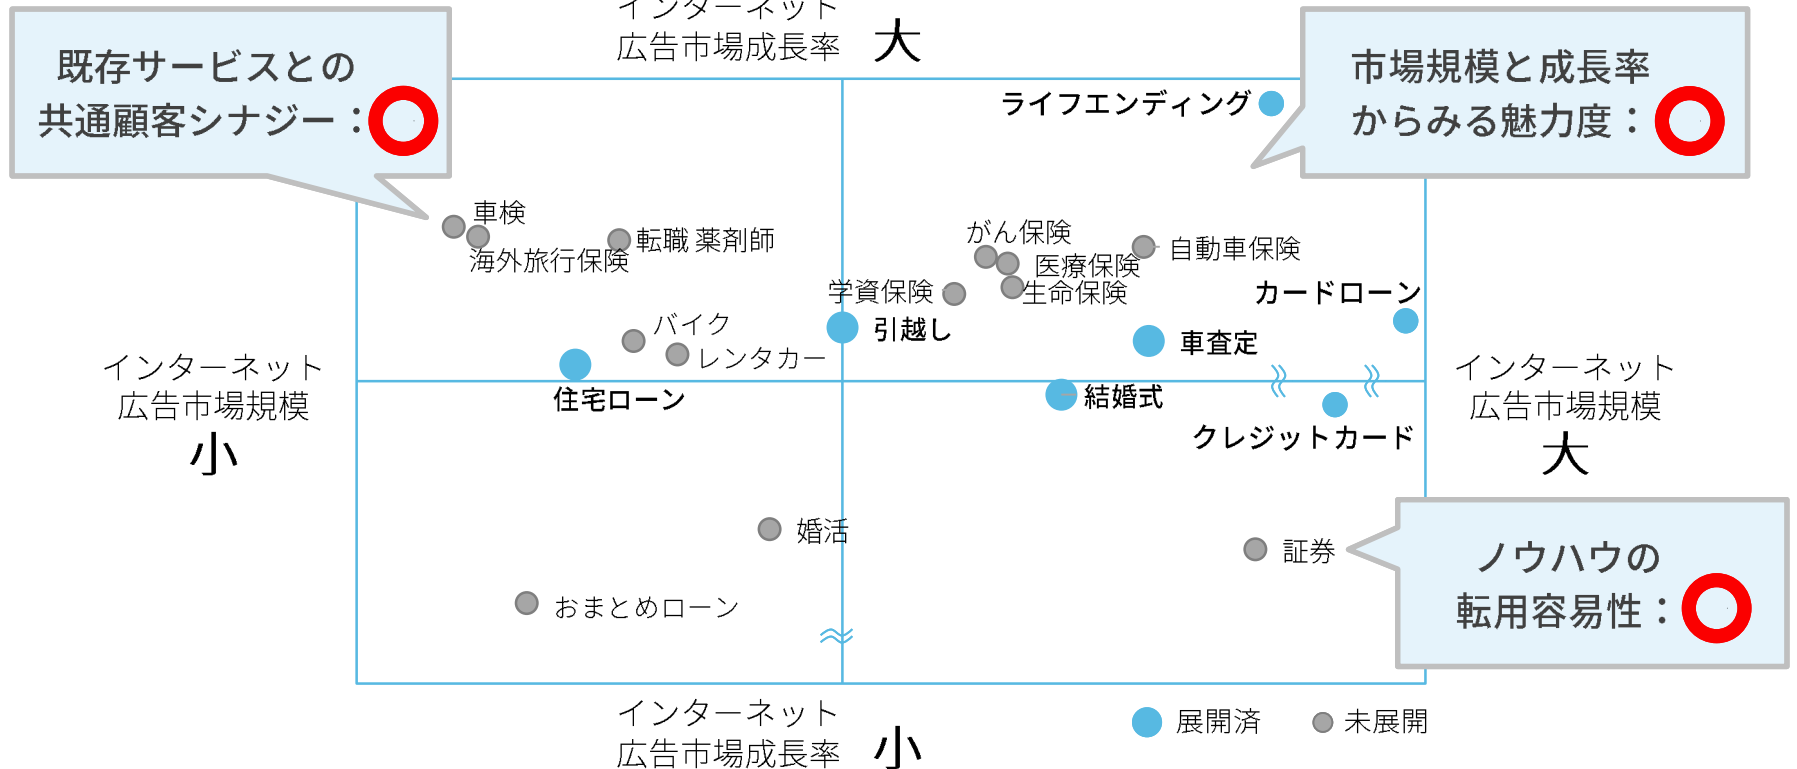 インターネット
広告市場成長率 大
既存サービスとの
共通顧客シナジー：
市場規模と成長率
からみる魅力度：
ライフエンディング
車検
海外旅行保険
転職 薬剤師
がん保険
医療保険
自動車保険
学資保険
生命保険
カードローン
引越し
車査定
バイク
レンタカー
住宅ローン
結婚式
クレジットカード
インターネット
広告市場規模
小
インターネット
広告市場規模
大
婚活
証券
おまとめローン
ノウハウの
転用容易性：
インターネット
広告市場成長率 小
展開済
未展開